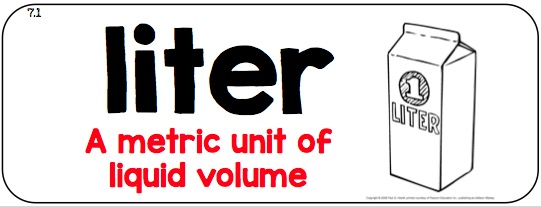 7.1
liter
A metric unit of
liquid volume
1
LITER